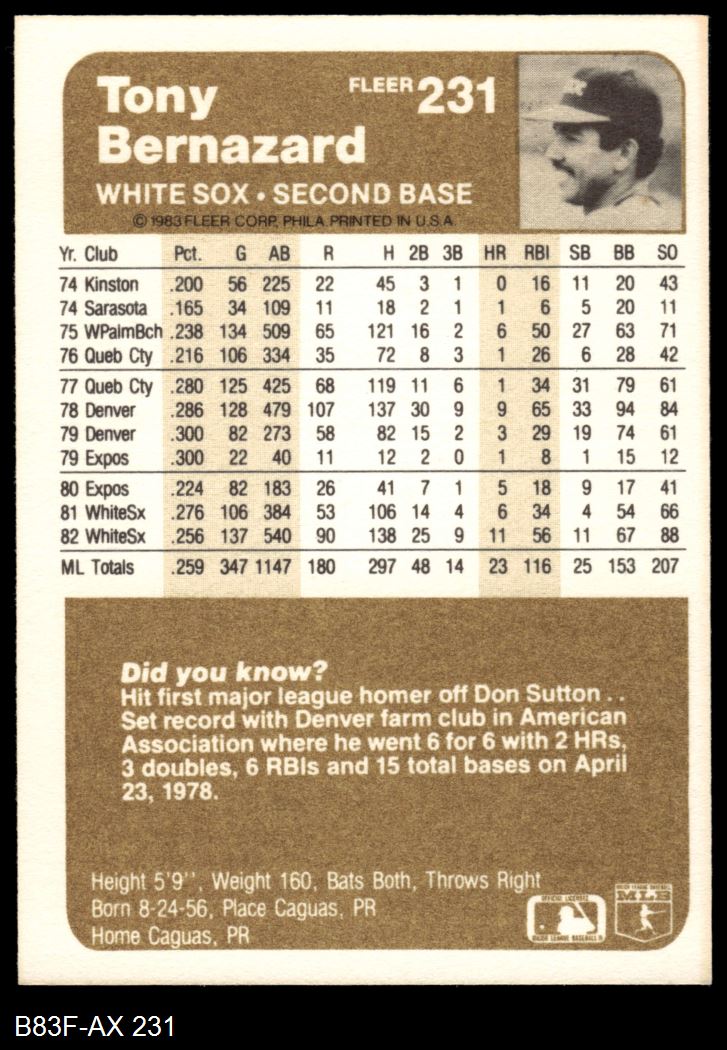 Tony
Bernazard
FLEER 231
WHITE SOX • SECOND BASE
© 1983 FLEER CORP. PHILA. PRINTED IN U.S.A.
Yr. Club Pct. G AB R H 2B 3B HR RBI SB BB SO
74 Kinston .200 56 225 22 45 3 1 0 16 11 20 43
74 Sarasota .165 34 109 11 18 2 1 1 6 5 20 11
75 WPalmBch .238 134 509 65 121 16 2 6 50 27 63 71
76 Queb Cty .216 106 334 35 72 8 3 1 26 6 28 42
77 Queb Cty .280 125 425 68 119 11 6 1 34 31 79 61
78 Denver .286 128 479 107 137 30 9 9 65 33 94 84
79 Denver .300 82 273 58 82 15 2 3 29 19 74 61
79 Expos .300 22 40 11 12 2 0 1 8 1 15 12
80 Expos .224 82 183 26 41 7 1 5 18 9 17 41
81 WhiteSx .276 106 384 53 106 14 4 6 34 4 54 66
82 WhiteSx .256 137 540 90 138 25 9 11 56 11 67 88
ML Totals .259 347 1147 180 297 48 14 23 116 25 153 207
Did you know?
Hit first major league homer off Don Sutton . .
Set record with Denver farm club in American
Association where he went 6 for 6 with 2 HRs,
3 doubles, 6 RBIs and 15 total bases on April
23, 1978.
Height 5'9'', Weight 160, Bats Both, Throws Right
Born 8-24-56, Place Caguas, PR
Home Caguas, PR
OFFICIAL LICENSEE
MAJOR LEAGUE BASEBALL
MAJOR LEAGUE BASEBALL
B83F-AX 231